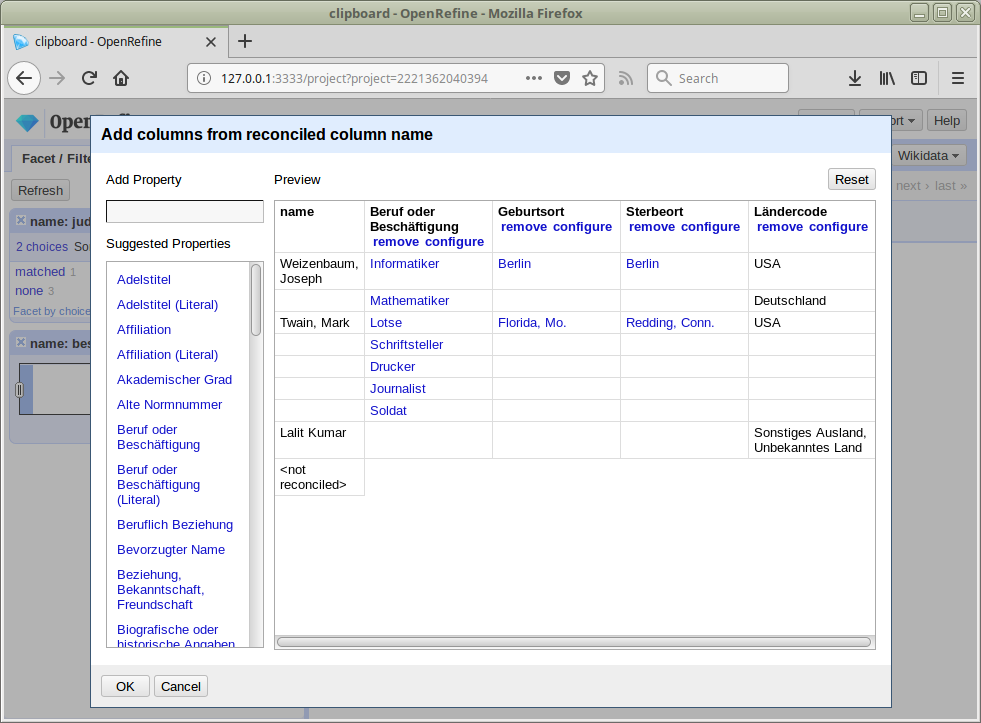 clipboard - OpenRefine - Mozilla Firefox
clipboard - OpenRefine
127.0.0.1:3333/project?project=2221362040394
Search
Help
Facet / Filte
Wikidata
Refresh
next › last »
name: jud
2 choices So
matched 1
none 3
Facet by choice
name: bes
Add columns from reconciled column name
Add Property
Preview
Reset
Suggested Properties
Adelstitel
Adelstitel (Literal)
Affiliation
Affiliation (Literal)
Akademischer Grad
Alte Normnummer
Beruf oder
Beschäftigung
Beruf oder
Beschäftigung
(Literal)
Beruflich Beziehung
Bevorzugter Name
Beziehung,
Bekanntschaft,
Freundschaft
Biografische oder
historische Angaben
name
Beruf oder
Beschäftigung
remove configure
Geburtsort
remove configure
Sterbeort
remove configure
Ländercode
remove configure
Weizenbaum,
Joseph
Informatiker
Berlin
Berlin
USA
Mathematiker
Deutschland
Twain, Mark
Lotse
Florida, Mo.
Redding, Conn.
USA
Schriftsteller
Drucker
Journalist
Soldat
Lalit Kumar
Sonstiges Ausland,
Unbekanntes Land
<not
reconciled>
OK
Cancel